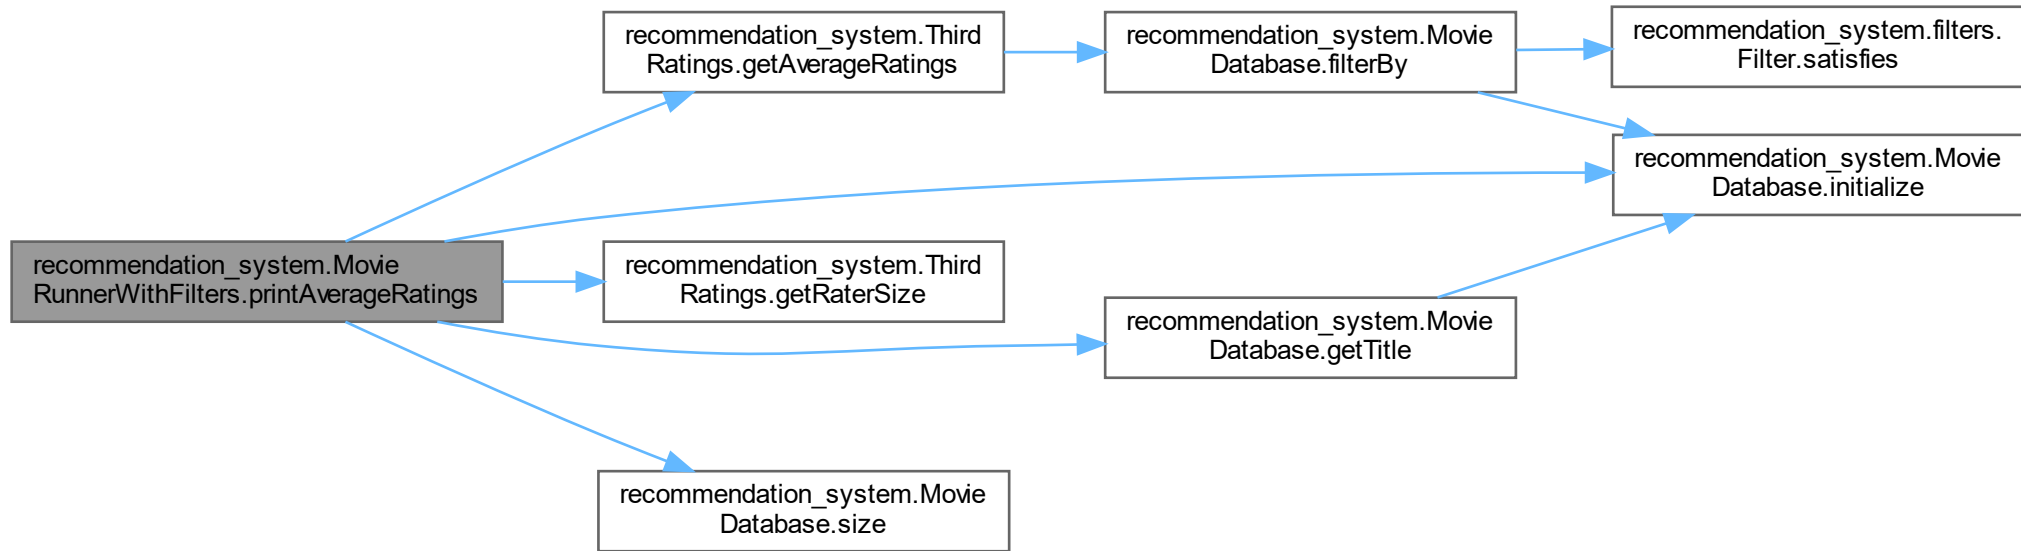 recommendation_system.Third
Ratings.getAverageRatings
recommendation_system.Movie
Database.filterBy
recommendation_system.filters.
Filter.satisfies
recommendation_system.Movie
Database.initialize
recommendation_system.Movie
RunnerWithFilters.printAverageRatings
recommendation_system.Third
Ratings.getRaterSize
recommendation_system.Movie
Database.getTitle
recommendation_system.Movie
Database.size